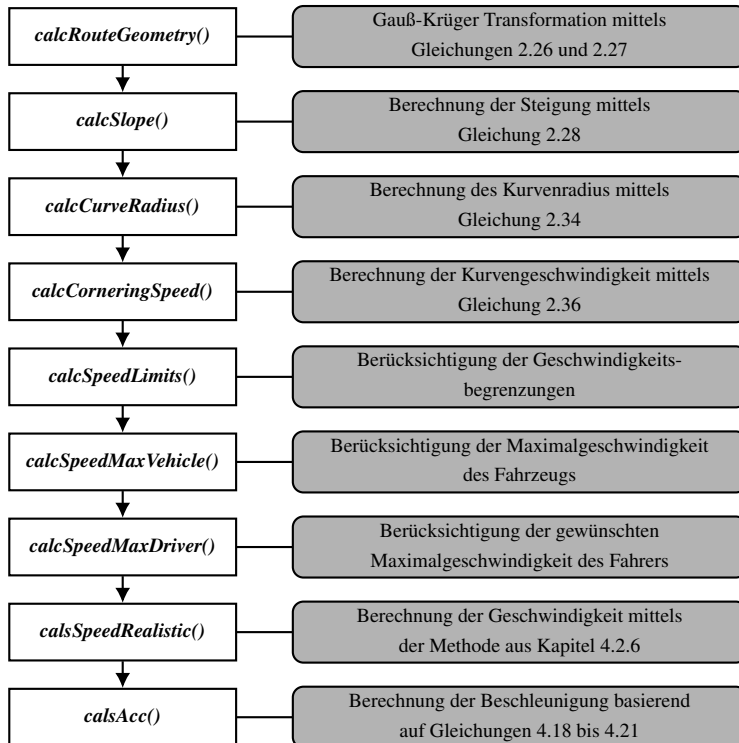 calcRouteGeometry()
Gauß-Krüger Transformation mittels
Gleichungen 2.26 und 2.27
calcSlope()
Berechnung der Steigung mittels
Gleichung 2.28
calcCurveRadius()
Berechnung des Kurvenradius mittels
Gleichung 2.34
calcCorneringSpeed()
Berechnung der Kurvengeschwindigkeit mittels
Gleichung 2.36
calcSpeedLimits()
Berücksichtigung der Geschwindigkeits-
begrenzungen
calcSpeedMaxVehicle()
Berücksichtigung der Maximalgeschwindigkeit
des Fahrzeugs
calcSpeedMaxDriver()
Berücksichtigung der gewünschten
Maximalgeschwindigkeit des Fahrers
calsSpeedRealistic()
Berechnung der Geschwindigkeit mittels
der Methode aus Kapitel 4.2.6
calsAcc()
Berechnung der Beschleunigung basierend
auf Gleichungen 4.18 bis 4.21